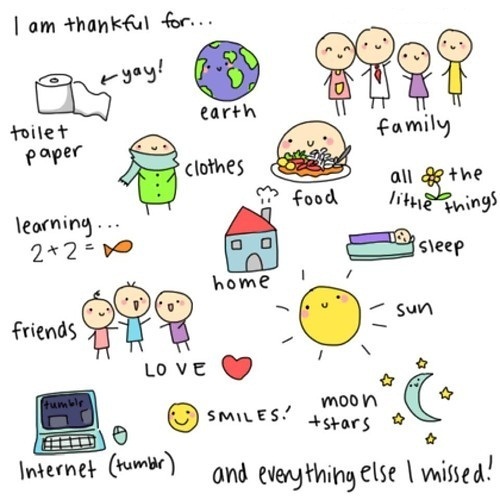 I am thankful for...
yay!
toilet
paper
earth
family
clothes
food
all the
little things
learning...
2+2=
home
sleep
friends
sun
LOVE
tumblr
SMILES!
moon
+stars
Internet (tumblr)
and everything else I missed!